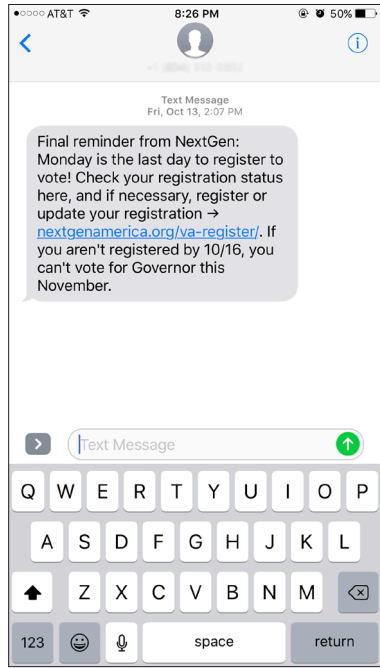 AT&T 8:26 PM 50%
Text Message
Fri, Oct 13, 2:07 PM
Final reminder from NextGen:
Monday is the last day to register to
vote! Check your registration status
here, and if necessary, register or
update your registration →
nextgenamerica.org/va-register/. If
you aren't registered by 10/16, you
can't vote for Governor this
November.
Text Message
Q W E R T Y U I O P
A S D F G H J K L
Z X C V B N M
123 space return